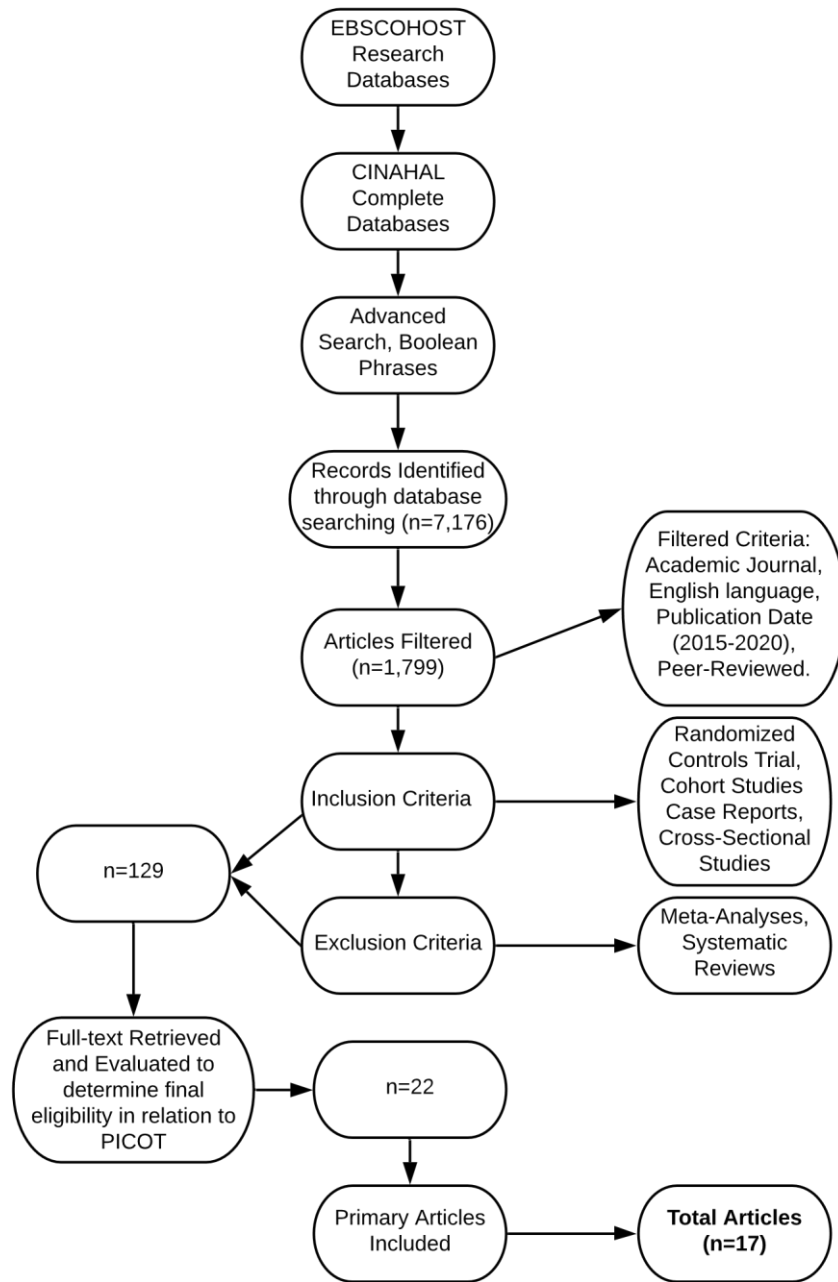 EBSCOHOST
Research
Databases
CINAHAL
Complete
Databases
Advanced
Search, Boolean
Phrases
Records Identified
through database
searching (n=7,176)
Articles Filtered
(n=1,799)
Filtered Criteria:
Academic Journal,
English language,
Publication Date
(2015-2020),
Peer-Reviewed.
Inclusion Criteria
Randomized
Controls Trial,
Cohort Studies
Case Reports,
Cross-Sectional
Studies
n=129
Exclusion Criteria
Meta-Analyses,
Systematic
Reviews
Full-text Retrieved
and Evaluated to
determine final
eligibility in relation to
PICOT
n=22
Primary Articles
Included
Total Articles
(n=17)